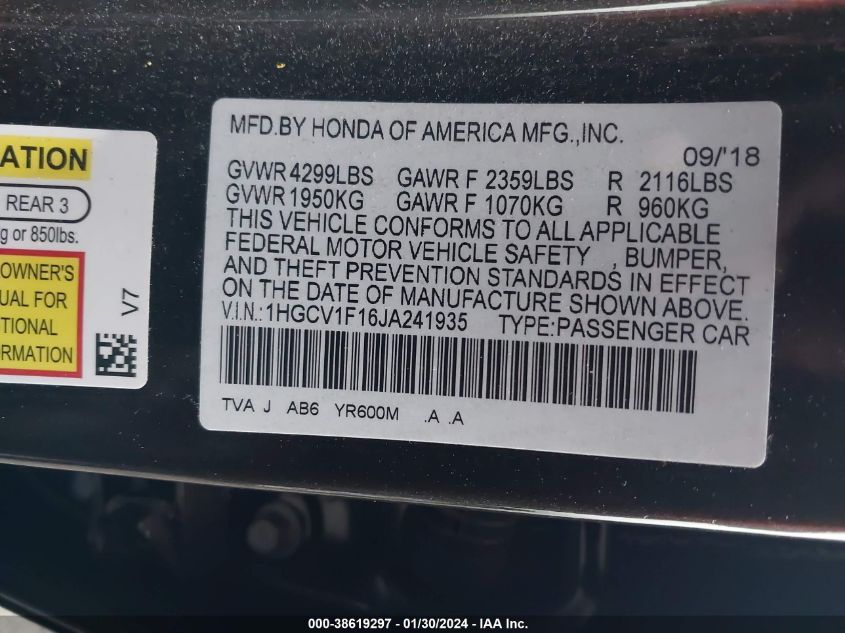 ATION
REAR 3
g or 850lbs.
OWNER'S
UAL FOR
TIONAL
ORMATION
V7
MFD.BY HONDA OF AMERICA MFG.,INC.
09/'18
GVWR 4299LBS GAWR F 2359LBS R 2116LBS
GVWR 1950KG GAWR F 1070KG R 960KG
THIS VEHICLE CONFORMS TO ALL APPLICABLE
FEDERAL MOTOR VEHICLE SAFETY , BUMPER,
AND THEFT PREVENTION STANDARDS IN EFFECT
ON THE DATE OF MANUFACTURE SHOWN ABOVE.
V.I.N.:1HGCV1F16JA241935 TYPE:PASSENGER CAR
TVA J AB6 YR600M .A .A
000-38619297 - 01/30/2024 - IAA Inc.